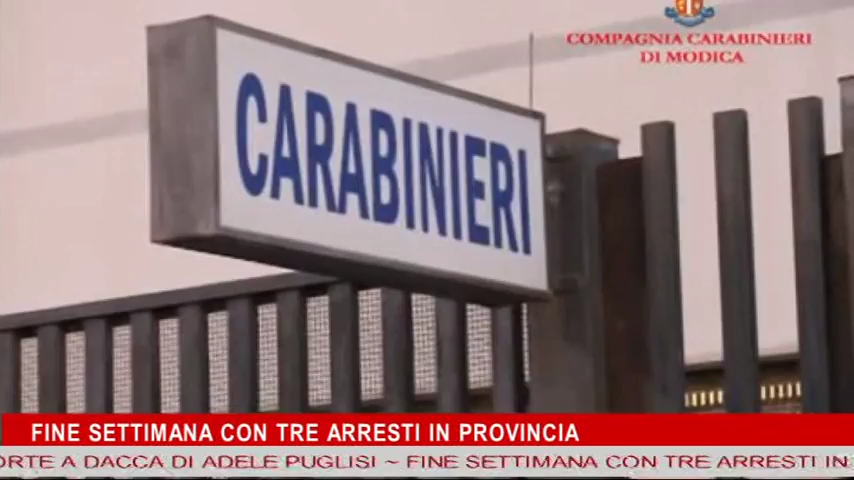 COMPAGNIA CARABINIERI
DI MODICA
CARABINIERI
FINE SETTIMANA CON TRE ARRESTI IN PROVINCIA
A DACCA DI ADELE PUGLISI ~ FINE SETTIMANA CON TRE ARRESTI IN